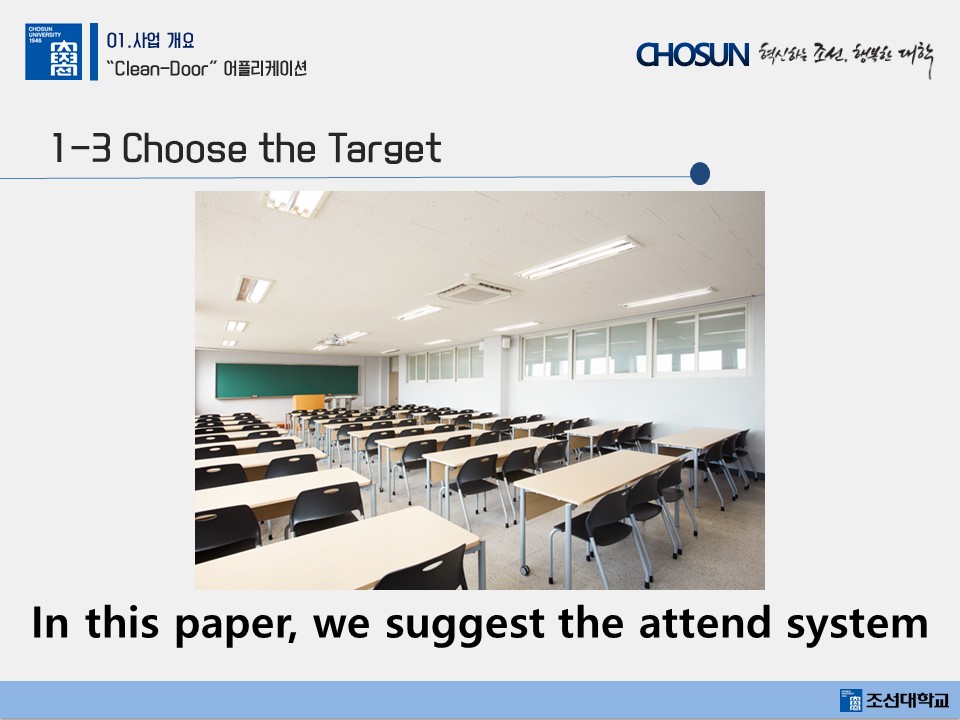 CHOSUN
UNIVERSITY
1946
01.사업 개요
“Clean-Door” 어플리케이션
CHOSUN 혁신하는 조선, 행복한 대학
1-3 Choose the Target
In this paper, we suggest the attend system
조선대학교